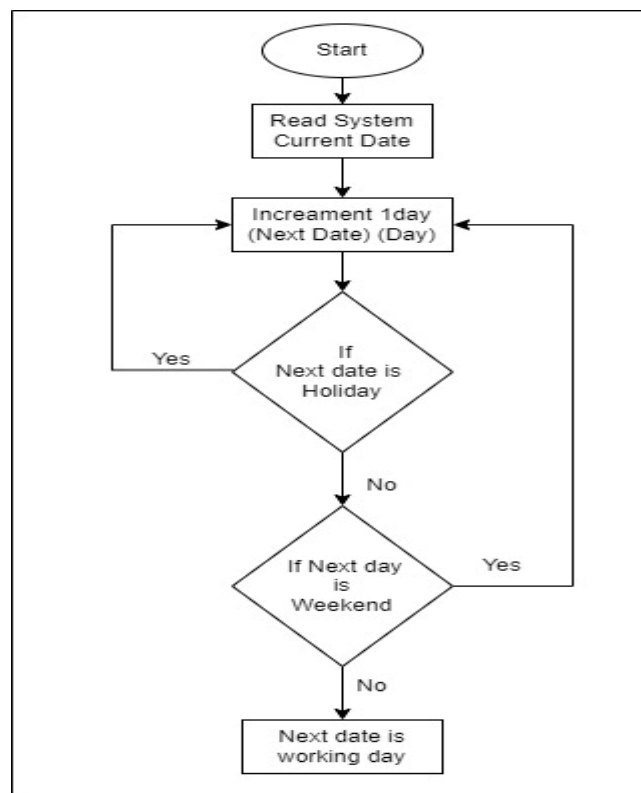 Start
Read System
Current Date
Increament 1day
(Next Date) (Day)
If
Next date is
Holiday
Yes
No
If Next day
is
Weekend
Yes
No
Next date is
working day